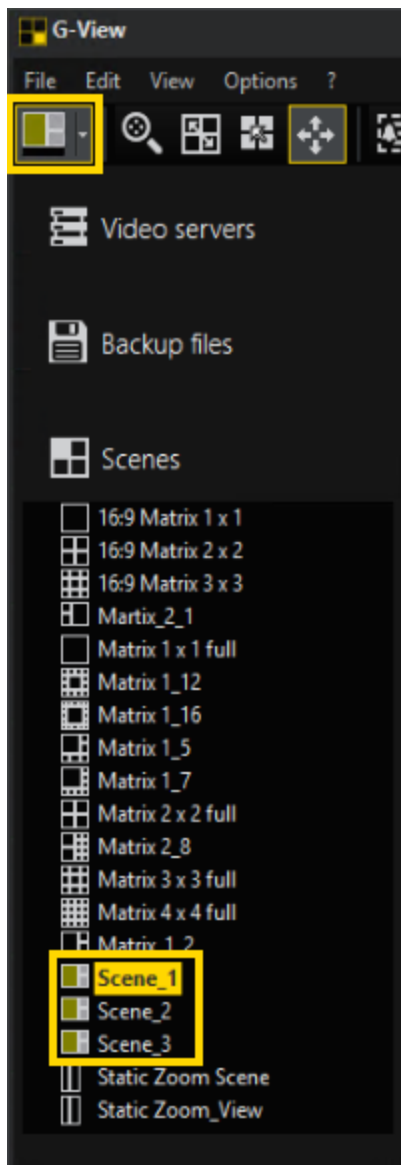 G-View
File Edit View Options ?
Video servers
Backup files
Scenes
16:9 Matrix 1 x 1
16:9 Matrix 2 x 2
16:9 Matrix 3 x 3
Martix_2_1
Matrix 1 x 1 full
Matrix 1_12
Matrix 1_16
Matrix 1_5
Matrix 1_7
Matrix 2 x 2 full
Matrix 2_8
Matrix 3 x 3 full
Matrix 4 x 4 full
Matrix_1_2
Scene_1
Scene_2
Scene_3
Static Zoom Scene
Static Zoom_View